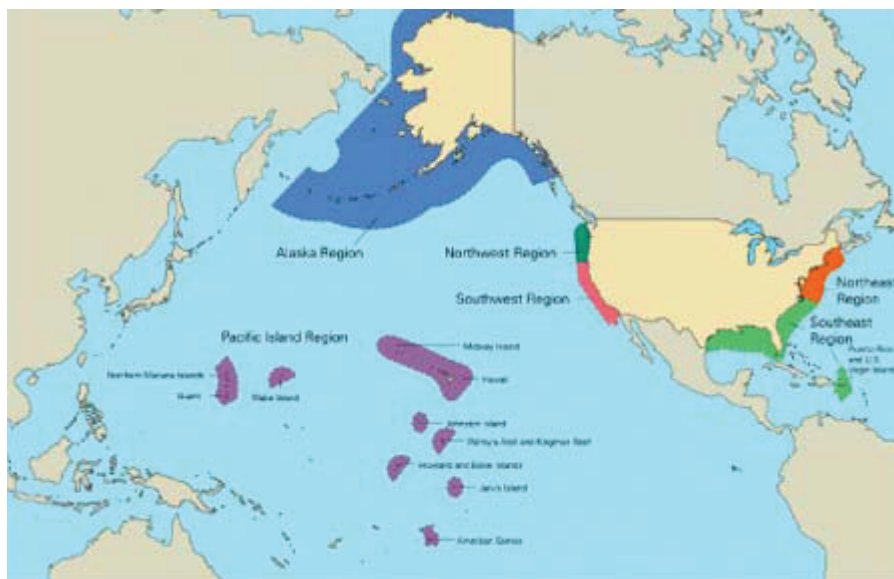 Alaska Region
Northwest Region
Southwest Region
Northeast
Region
Southeast
Region
Puerto Rico
and U.S.
Virgin Islands
Pacific Island Region
Midway Island
Northern Mariana Islands
Hawaii
Guam
Wake Island
Johnston Island
Palmyra Atoll and Kingman Reef
Howland and Baker Islands
Jarvis Island
American Samoa